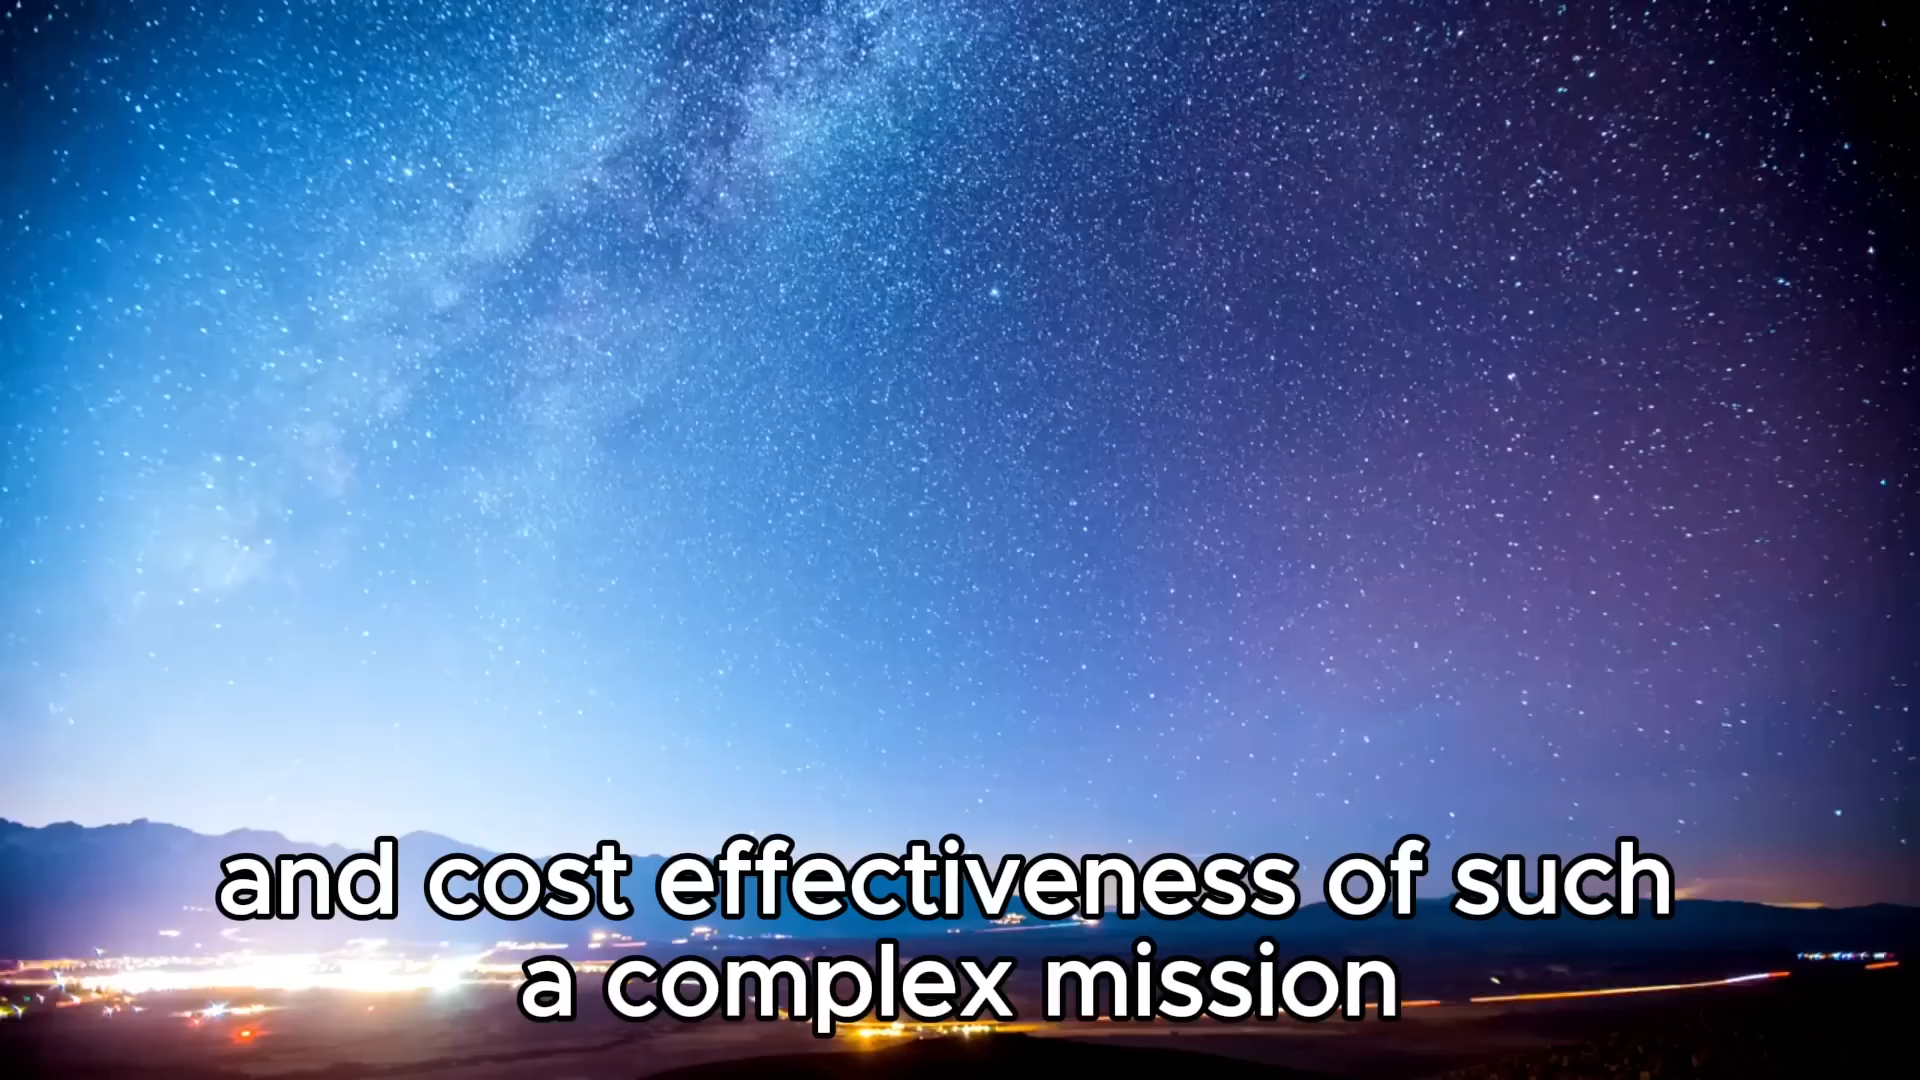 and cost effectiveness of such
a complex mission